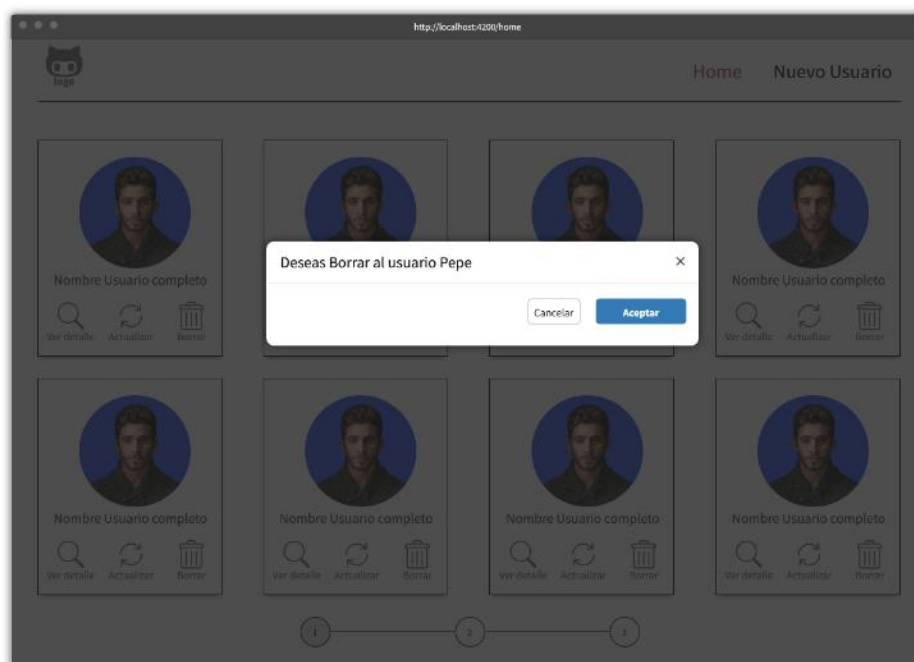 http://localhost:4200/home
logo
Home Nuevo Usuario
Deseas Borrar al usuario Pepe ×
Cancelar Aceptar
Nombre Usuario completo Nombre Usuario completo
Ver detalle Actualizar Borrar Ver detalle Actualizar Borrar
Nombre Usuario completo Nombre Usuario completo Nombre Usuario completo Nombre Usuario completo
Ver detalle Actualizar Borrar Ver detalle Actualizar Borrar Ver detalle Actualizar Borrar Ver detalle Actualizar Borrar
1 2 3